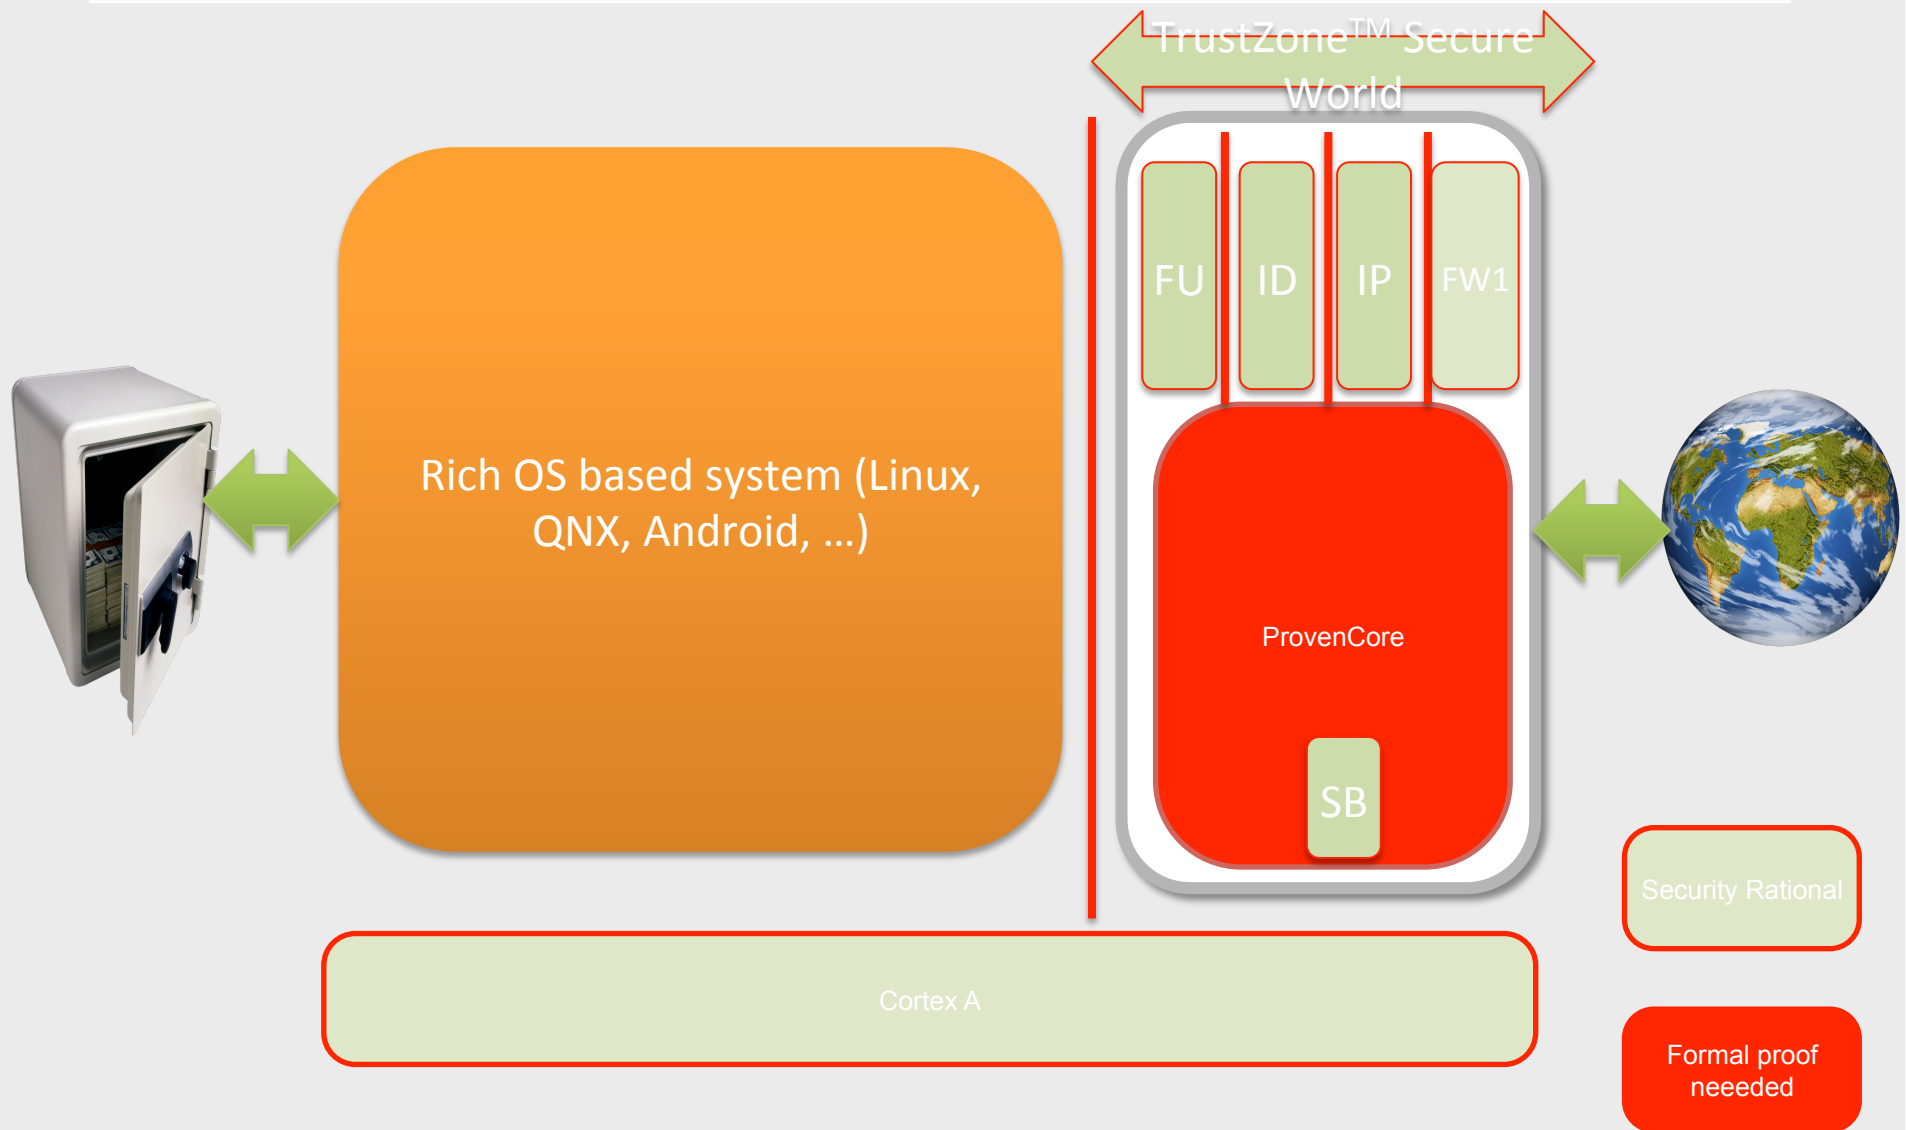 TrustZone™ Secure
World
FU
ID
IP
FW1
Rich OS based system (Linux,
QNX, Android, ...)
ProvenCore
SB
Security Rational
Cortex A
Formal proof
neeeded